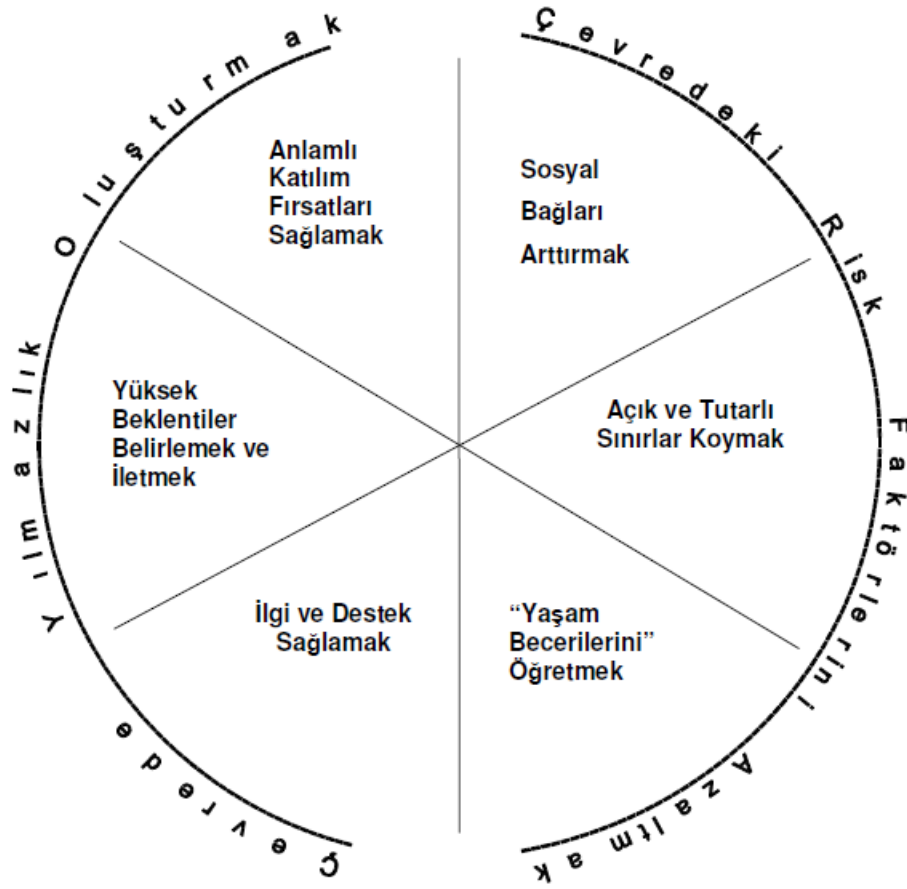 Çevrede Yılmazlık Oluşturmak
Çevredeki Risk Faktörlerini Azaltmak
Anlamlı
Katılım
Fırsatları
Sağlamak
Sosyal
Bağları
Arttırmak
Yüksek
Beklentiler
Belirlemek ve
İletmek
Açık ve Tutarlı
Sınırlar Koymak
İlgi ve Destek
Sağlamak
“Yaşam
Becerilerini”
Öğretmek